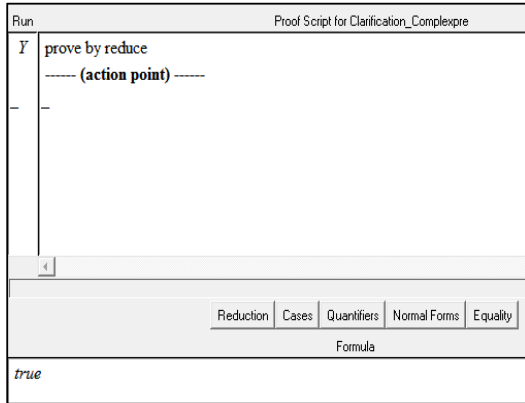 Run Proof Script for Clarification_Complexpre
Y prove by reduce
------ (action point) ------
Reduction Cases Quantifiers Normal Forms Equality
Formula
true